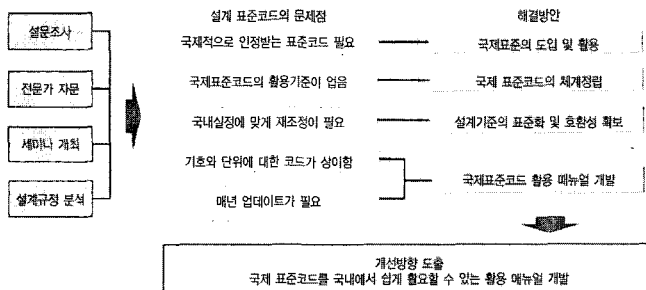 설문조사
전문가 자문
세미나 개최
설계규정 분석
설계 표준코드의 문제점
국제적으로 인정받는 표준코드 필요
국제표준코드의 활용기준이 없음
국내실정에 맞게 재조정이 필요
기호와 단위에 대한 코드가 상이함
매년 업데이트가 필요
해결방안
국제표준의 도입 및 활용
국제 표준코드의 체계정립
설계기준의 표준화 및 호환성 확보
국제표준코드 활용 매뉴얼 개발
개선방향 도출
국제 표준코드를 국내에서 쉽게 활요할 수 있는 활용 매뉴얼 개발